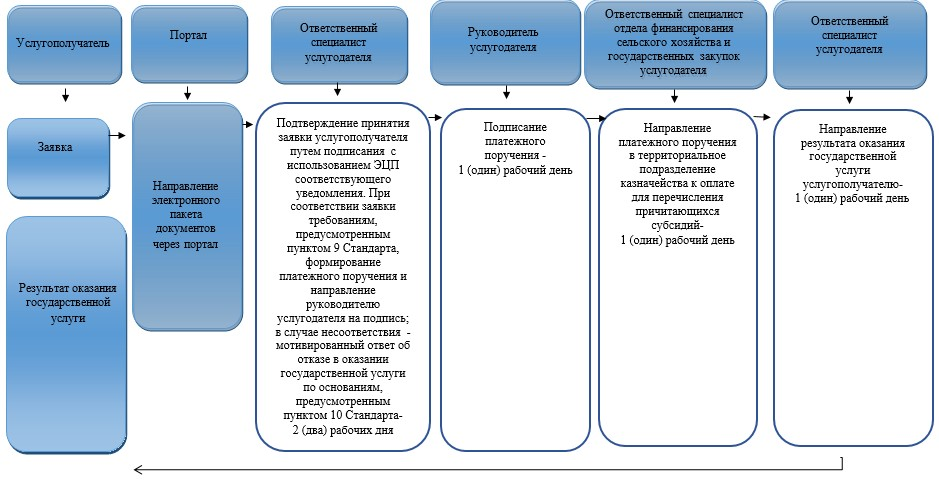 Услугополучатель
Портал
Ответственный
специалист
услугодателя
Руководитель
услугодателя
Ответственный специалист
отдела финансирования
сельского хозяйства и
государственных закупок
услугодателя
Ответственный
специалист
услугодателя
Заявка
Результат оказания
государственной
услуги
Направление
электронного
пакета
документов
через портал
Подтверждение принятия
заявки услугополучателя
путем подписания с
использованием ЭЦП
соответствующего
уведомления. При
соответствии заявки
требованиям,
предусмотренным
пунктом 9 Стандарта,
формирование
платежного поручения и
направление
руководителю
услугодателя на подпись;
в случае несоответствия -
мотивированный ответ об
отказе в оказании
государственной услуги
по основаниям,
предусмотренным
пунктом 10 Стандарта-
2 (два) рабочих дня
Подписание
платежного
поручения -
1 (один) рабочий день
Направление
платежного поручения
в территориальное
подразделение
казначейства к оплате
для перечисления
причитающихся
субсидий-
1 (один) рабочий день
Направление
результата оказания
государственной
услуги
услугополучателю-
1 (один) рабочий день